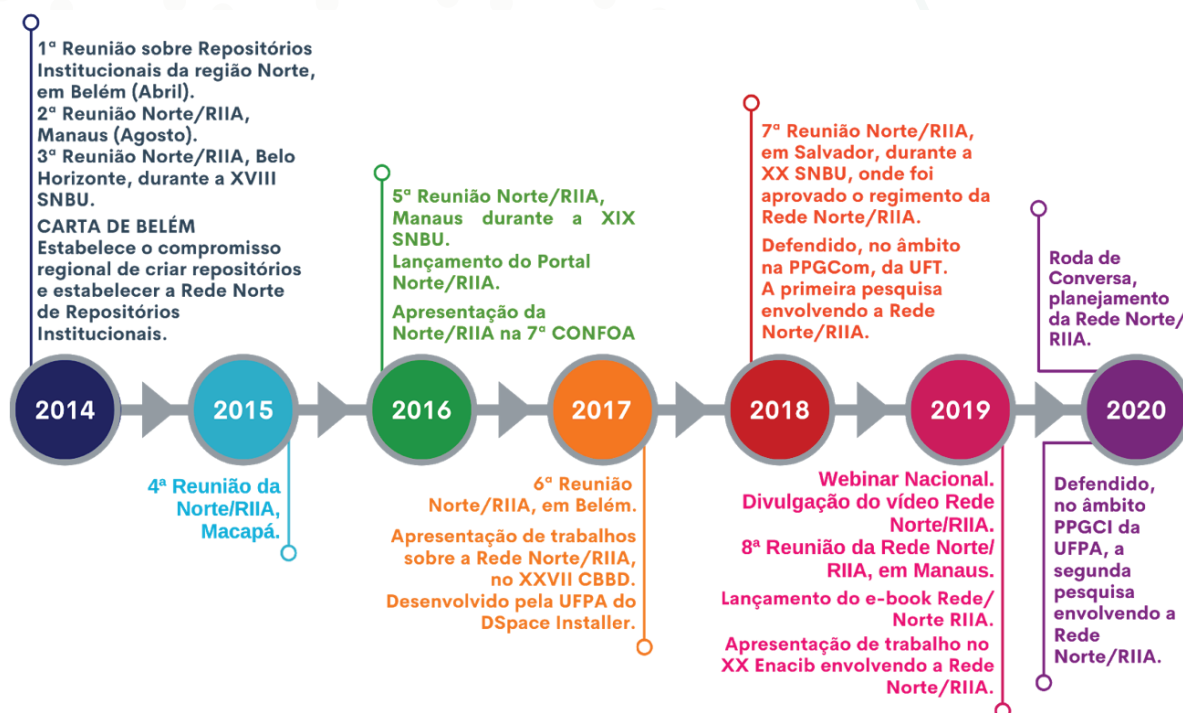 1ª Reunião sobre Repositórios
Institucionais da região Norte,
em Belém (Abril).
2ª Reunião Norte/RIIA,
Manaus (Agosto).
3ª Reunião Norte/RIIA, Belo
Horizonte, durante a XVIII
SNBU.
CARTA DE BELÉM
Estabelece o compromisso
regional de criar repositórios
e estabelecer a Rede Norte
de Repositórios
Institucionais.
5ª Reunião Norte/RIIA,
Manaus durante a XIX
SNBU.
Lançamento do Portal
Norte/RIIA.
Apresentação da
Norte/RIIA na 7ª CONFOA
7ª Reunião Norte/RIIA,
em Salvador, durante a
XX SNBU, onde foi
aprovado o regimento da
Rede Norte/RIIA.
Defendido, no âmbito
na PPGCom, da UFT.
A primeira pesquisa
envolvendo a Rede
Norte/RIIA.
Roda de
Conversa,
planejamento
da Rede Norte/
RIIA.
2014
2015
2016
2017
2018
2019
2020
4ª Reunião da
Norte/RIIA,
Macapá.
6ª Reunião
Norte/RIIA, em Belém.
Apresentação de trabalhos
sobre a Rede Norte/RIIA,
no XXVII CBBD.
Desenvolvido pela UFPA do
DSpace Installer.
Webinar Nacional.
Divulgação do vídeo Rede
Norte/RIIA.
8ª Reunião da Rede Norte/
RIIA, em Manaus.
Lançamento do e-book Rede/
Norte RIIA.
Apresentação de trabalho no
XX Enacib envolvendo a Rede
Norte/RIIA.
Defendido,
no âmbito
PPGCI da
UFPA, a
segunda
pesquisa
envolvendo a
Rede
Norte/RIIA.